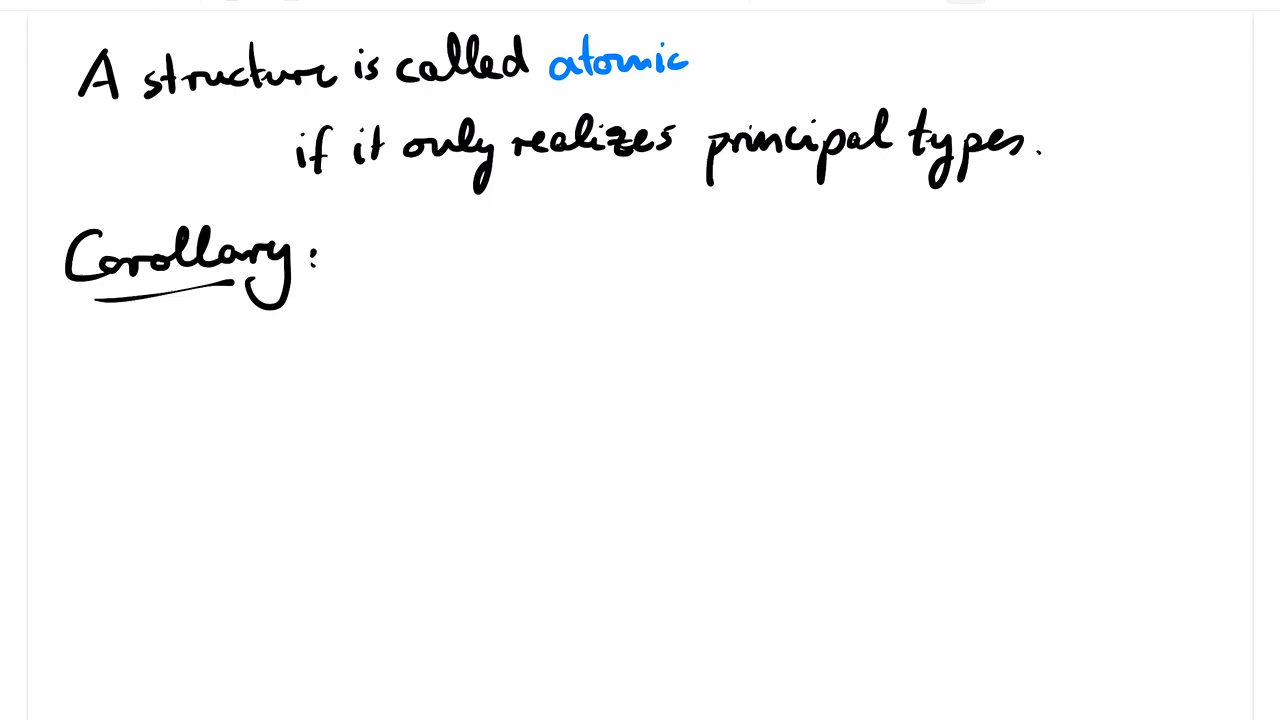 A structure is called atomic
if it only realizes principal types.
Corollary: